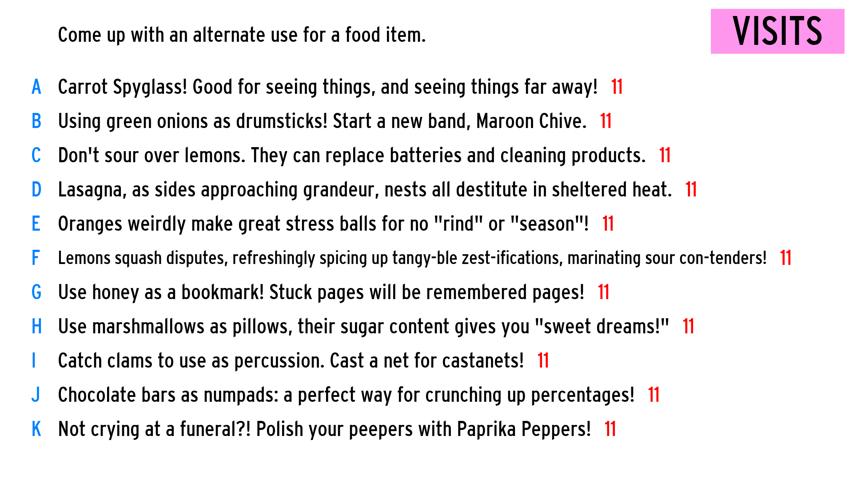 Come up with an alternate use for a food item.
VISITS
A Carrot Spyglass! Good for seeing things, and seeing things far away! 11
B Using green onions as drumsticks! Start a new band, Maroon Chive. 11
C Don't sour over lemons. They can replace batteries and cleaning products. 11
D Lasagna, as sides approaching grandeur, nests all destitute in sheltered heat. 11
E Oranges weirdly make great stress balls for no "rind" or "season"! 11
F Lemons squash disputes, refreshingly spicing up tangy-ble zest-ifications, marinating sour con-tenders! 11
G Use honey as a bookmark! Stuck pages will be remembered pages! 11
H Use marshmallows as pillows, their sugar content gives you "sweet dreams!" 11
I Catch clams to use as percussion. Cast a net for castanets! 11
J Chocolate bars as numpads: a perfect way for crunching up percentages! 11
K Not crying at a funeral?! Polish your peepers with Paprika Peppers! 11